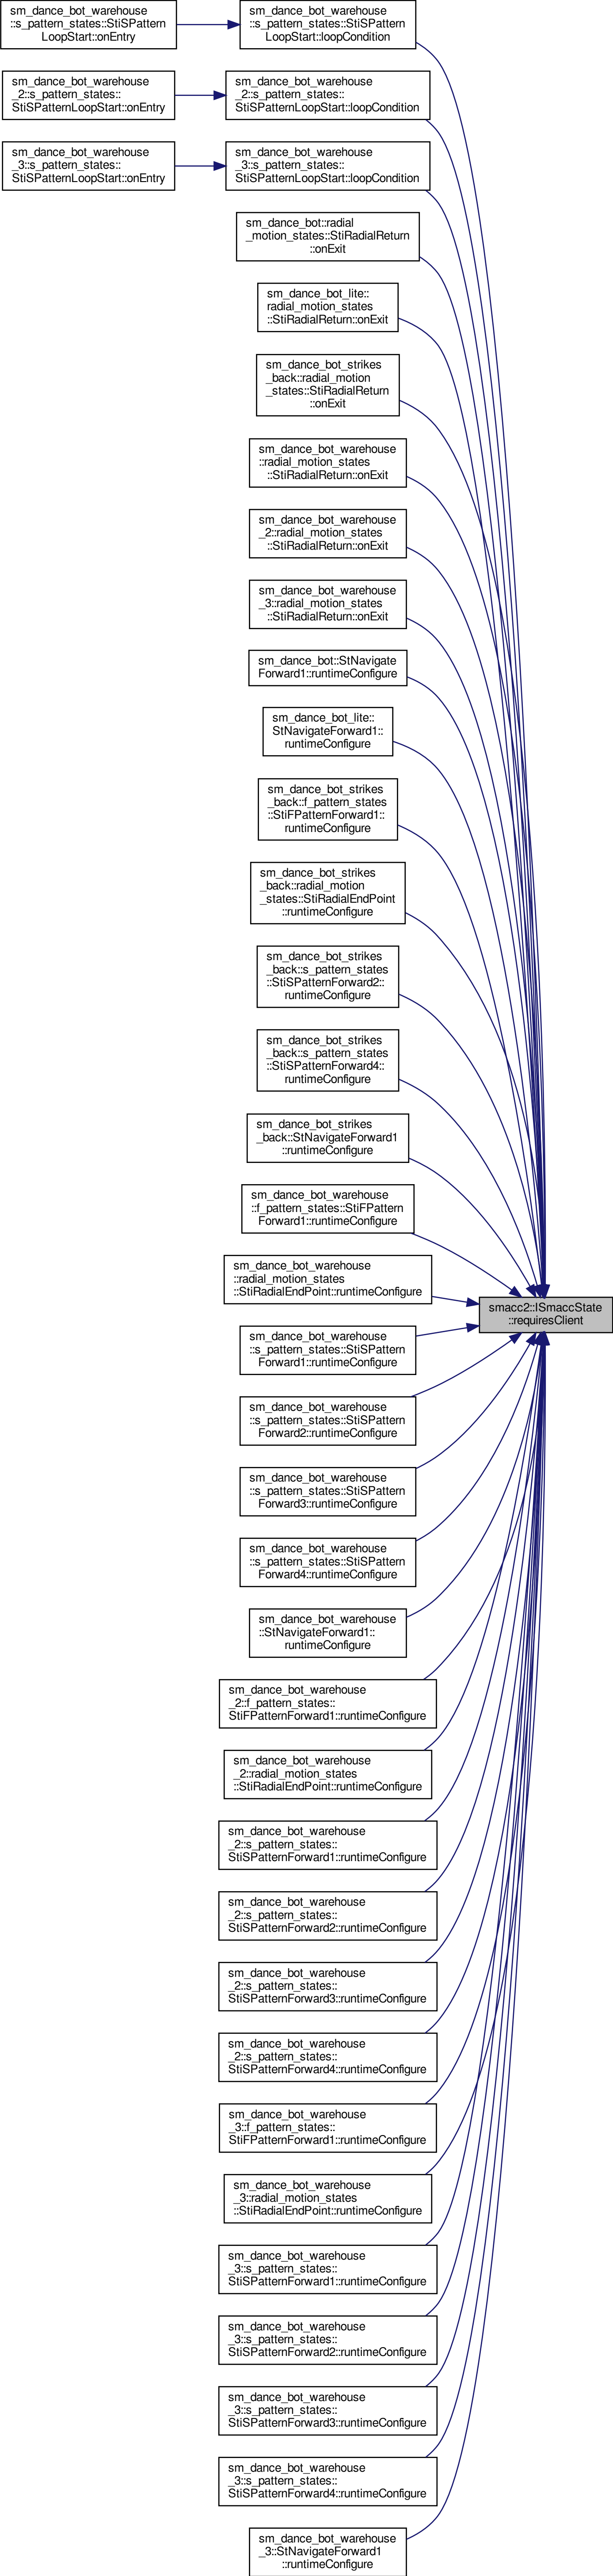 sm_dance_bot_warehouse
::s_pattern_states::StiSPattern
LoopStart::onEntry
sm_dance_bot_warehouse
::s_pattern_states::StiSPattern
LoopStart::loopCondition
sm_dance_bot_warehouse
_2::s_pattern_states::
StiSPatternLoopStart::onEntry
sm_dance_bot_warehouse
_2::s_pattern_states::
StiSPatternLoopStart::loopCondition
sm_dance_bot_warehouse
_3::s_pattern_states::
StiSPatternLoopStart::onEntry
sm_dance_bot_warehouse
_3::s_pattern_states::
StiSPatternLoopStart::loopCondition
sm_dance_bot::radial
_motion_states::StiRadialReturn
::onExit
sm_dance_bot_lite::
radial_motion_states
::StiRadialReturn::onExit
sm_dance_bot_strikes
_back::radial_motion
_states::StiRadialReturn
::onExit
sm_dance_bot_warehouse
::radial_motion_states
::StiRadialReturn::onExit
sm_dance_bot_warehouse
_2::radial_motion_states
::StiRadialReturn::onExit
sm_dance_bot_warehouse
_3::radial_motion_states
::StiRadialReturn::onExit
sm_dance_bot::StNavigate
Forward1::runtimeConfigure
sm_dance_bot_lite::
StNavigateForward1::
runtimeConfigure
sm_dance_bot_strikes
_back::f_pattern_states
::StiFPatternForward1::
runtimeConfigure
sm_dance_bot_strikes
_back::radial_motion
_states::StiRadialEndPoint
::runtimeConfigure
sm_dance_bot_strikes
_back::s_pattern_states
::StiSPatternForward2::
runtimeConfigure
sm_dance_bot_strikes
_back::s_pattern_states
::StiSPatternForward4::
runtimeConfigure
sm_dance_bot_strikes
_back::StNavigateForward1
::runtimeConfigure
sm_dance_bot_warehouse
::f_pattern_states::StiFPattern
Forward1::runtimeConfigure
sm_dance_bot_warehouse
::radial_motion_states
::StiRadialEndPoint::runtimeConfigure
smacc2::ISmaccState
::requiresClient
sm_dance_bot_warehouse
::s_pattern_states::StiSPattern
Forward1::runtimeConfigure
sm_dance_bot_warehouse
::s_pattern_states::StiSPattern
Forward2::runtimeConfigure
sm_dance_bot_warehouse
::s_pattern_states::StiSPattern
Forward3::runtimeConfigure
sm_dance_bot_warehouse
::s_pattern_states::StiSPattern
Forward4::runtimeConfigure
sm_dance_bot_warehouse
::StNavigateForward1::
runtimeConfigure
sm_dance_bot_warehouse
_2::f_pattern_states::
StiFPatternForward1::runtimeConfigure
sm_dance_bot_warehouse
_2::radial_motion_states
::StiRadialEndPoint::runtimeConfigure
sm_dance_bot_warehouse
_2::s_pattern_states::
StiSPatternForward1::runtimeConfigure
sm_dance_bot_warehouse
_2::s_pattern_states::
StiSPatternForward2::runtimeConfigure
sm_dance_bot_warehouse
_2::s_pattern_states::
StiSPatternForward3::runtimeConfigure
sm_dance_bot_warehouse
_2::s_pattern_states::
StiSPatternForward4::runtimeConfigure
sm_dance_bot_warehouse
_3::f_pattern_states::
StiFPatternForward1::runtimeConfigure
sm_dance_bot_warehouse
_3::radial_motion_states
::StiRadialEndPoint::runtimeConfigure
sm_dance_bot_warehouse
_3::s_pattern_states::
StiSPatternForward1::runtimeConfigure
sm_dance_bot_warehouse
_3::s_pattern_states::
StiSPatternForward2::runtimeConfigure
sm_dance_bot_warehouse
_3::s_pattern_states::
StiSPatternForward3::runtimeConfigure
sm_dance_bot_warehouse
_3::s_pattern_states::
StiSPatternForward4::runtimeConfigure
sm_dance_bot_warehouse
_3::StNavigateForward1
::runtimeConfigure